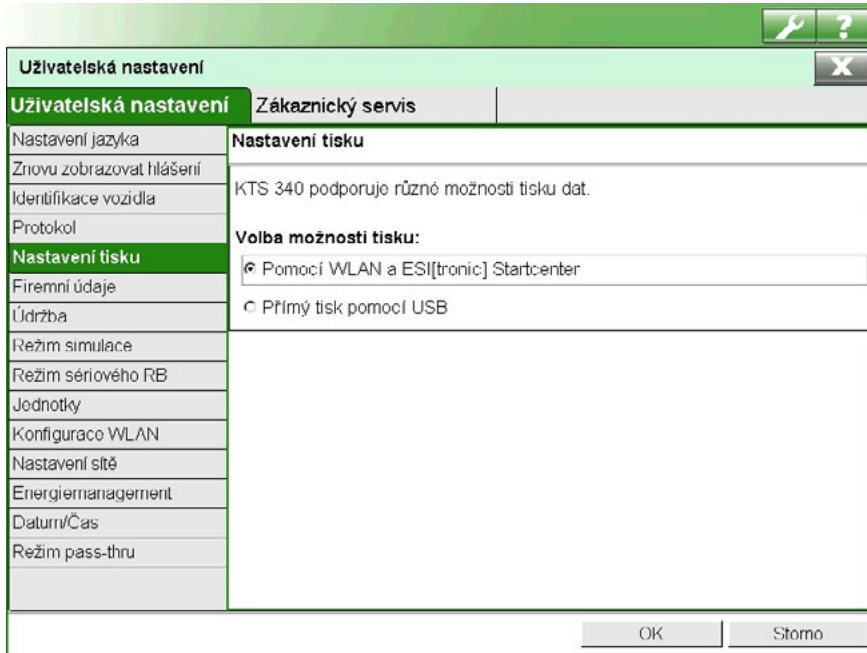 ?
Uživatelská nastavení
X
Uživatelská nastavení
Zákaznický servis
Nastavení jazyka
Znovu zobrazovat hlášení
Identifikace vozidla
Protokol
Nastavení tisku
Firemní údaje
Údržba
Režim simulace
Režim sériového RB
Jednotky
Konfigurace WLAN
Nastavení sítě
Energiemanagement
Datum/Čas
Režim pass-thru
Nastavení tisku
KTS 340 podporuje různé možnosti tisku dat.
Volba možnosti tisku:
Pomocí WLAN a ESI[tronic] Startcenter
Přímý tisk pomocí USB
OK
Storno